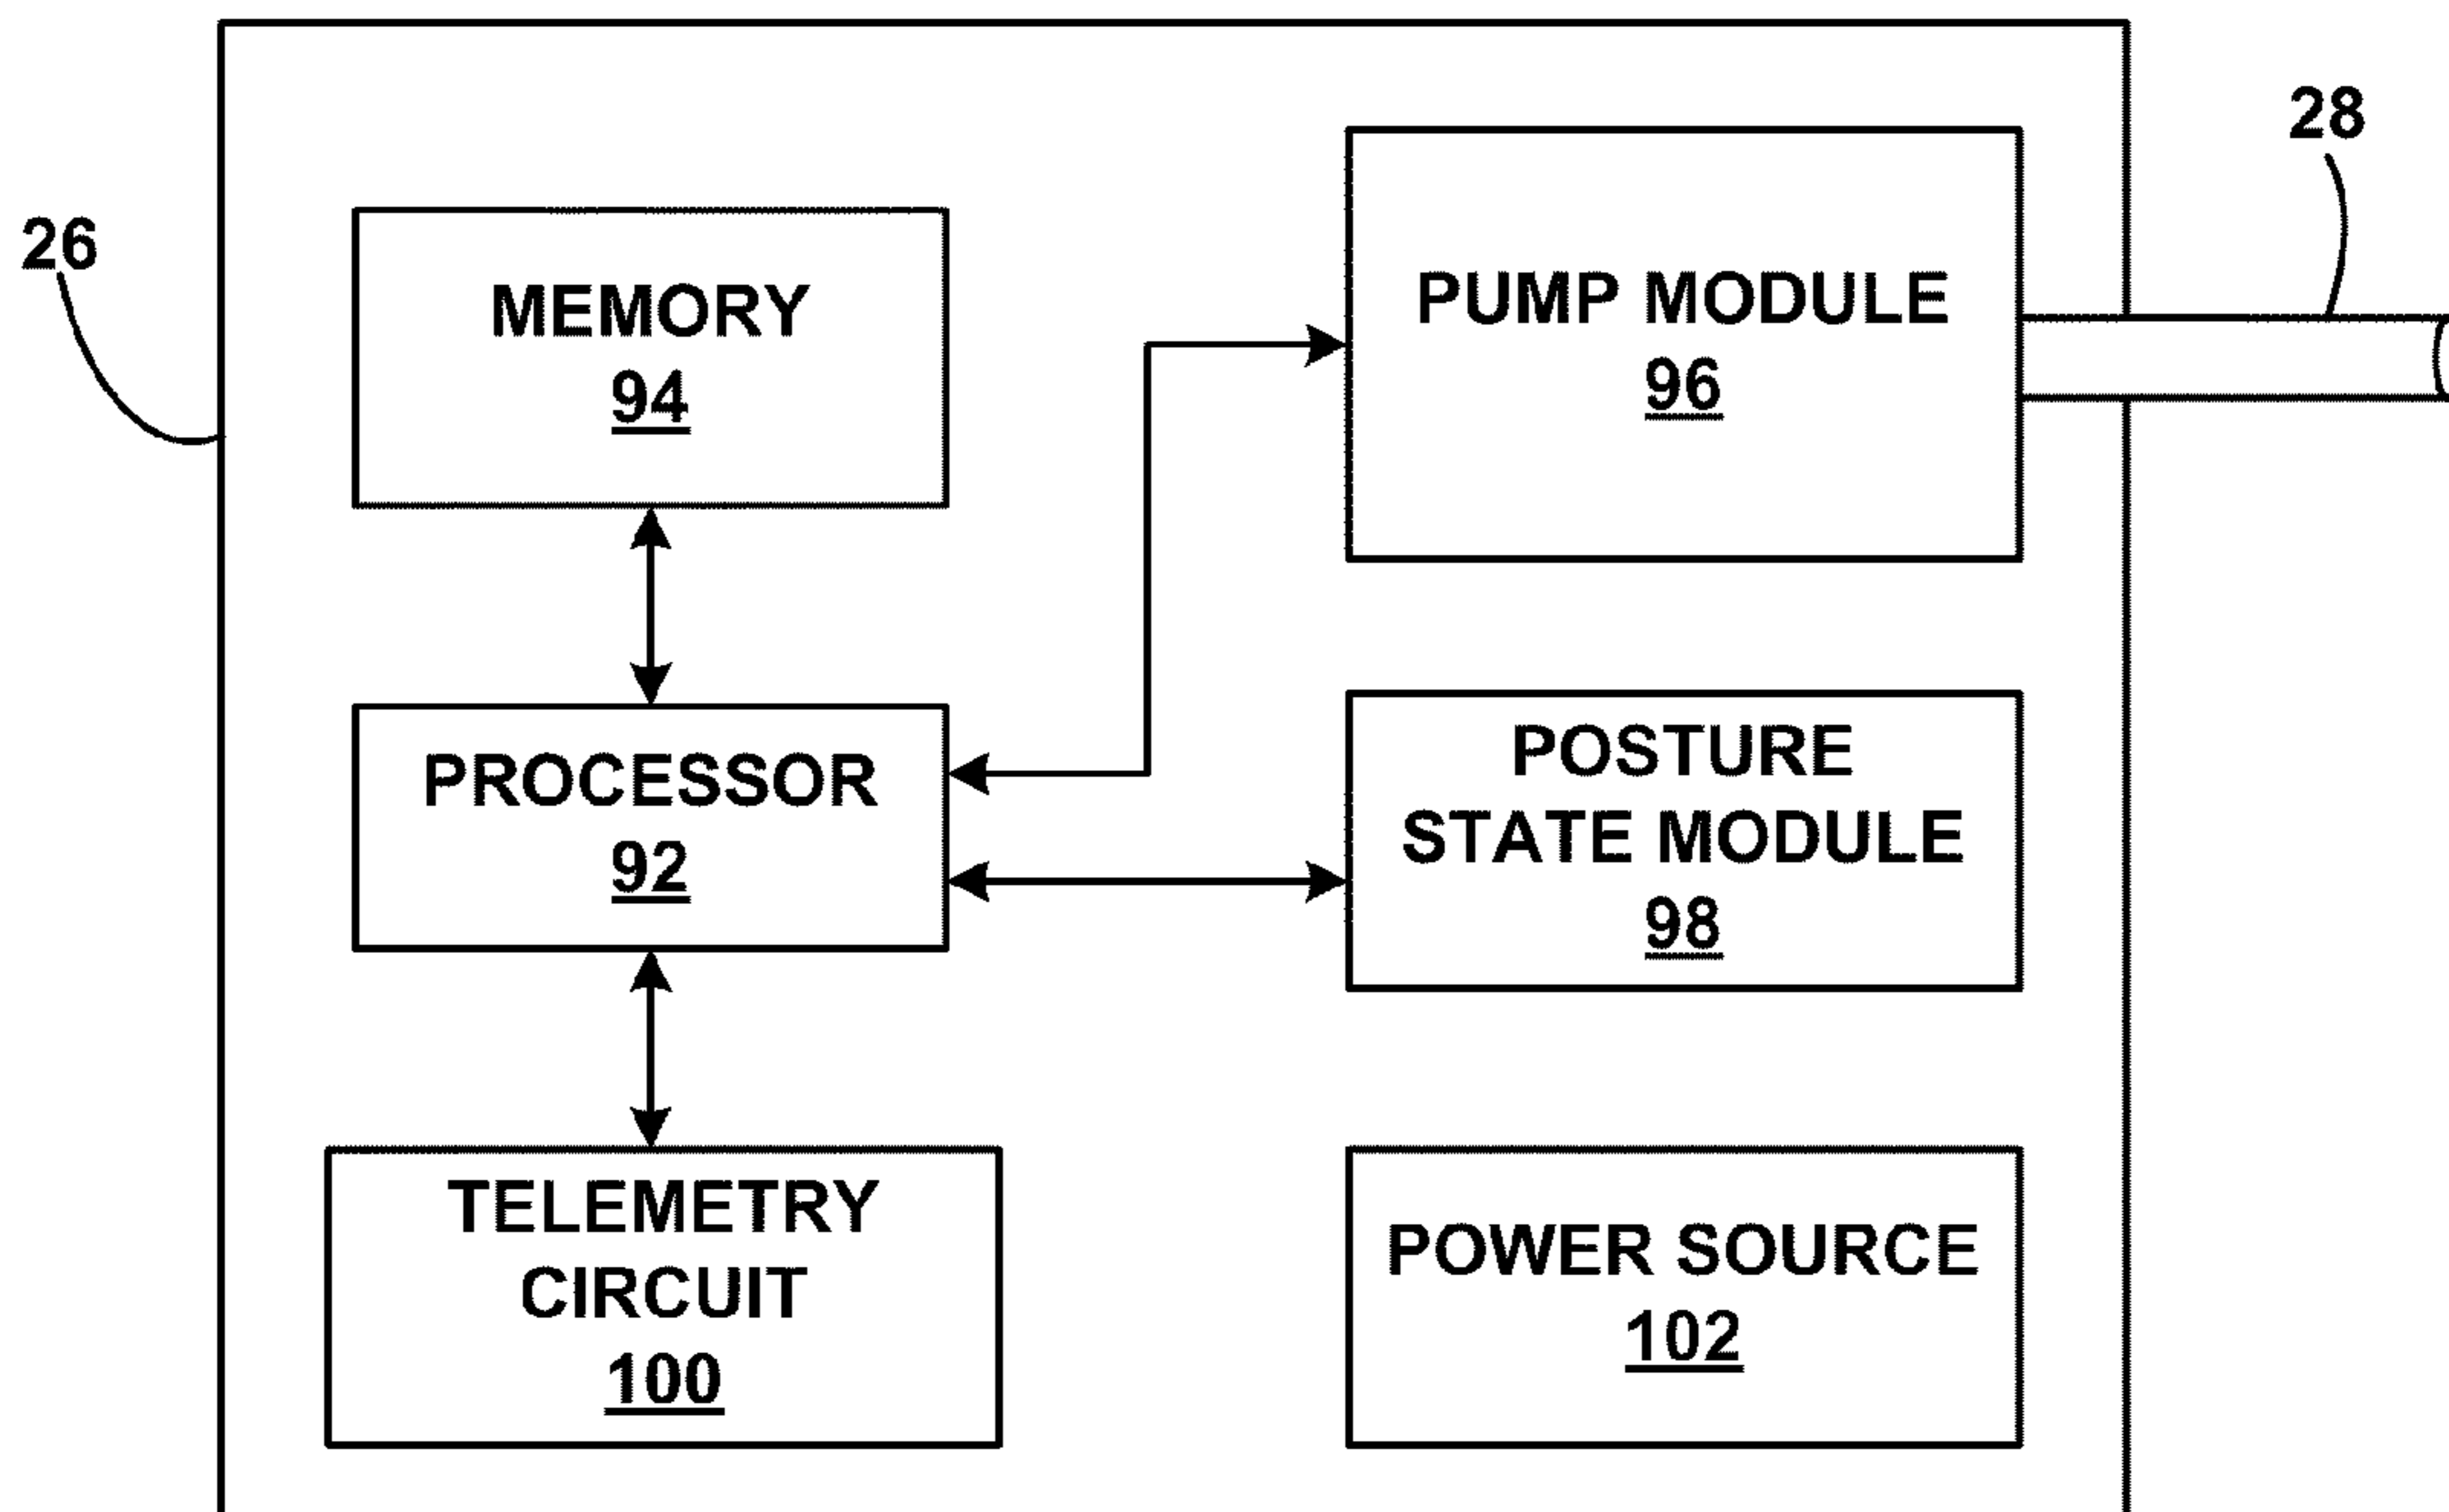 28
26
MEMORY
94
PUMP MODULE
96
PROCESSOR
92
POSTURE
STATE MODULE
98
TELEMETRY
CIRCUIT
100
POWER SOURCE
102